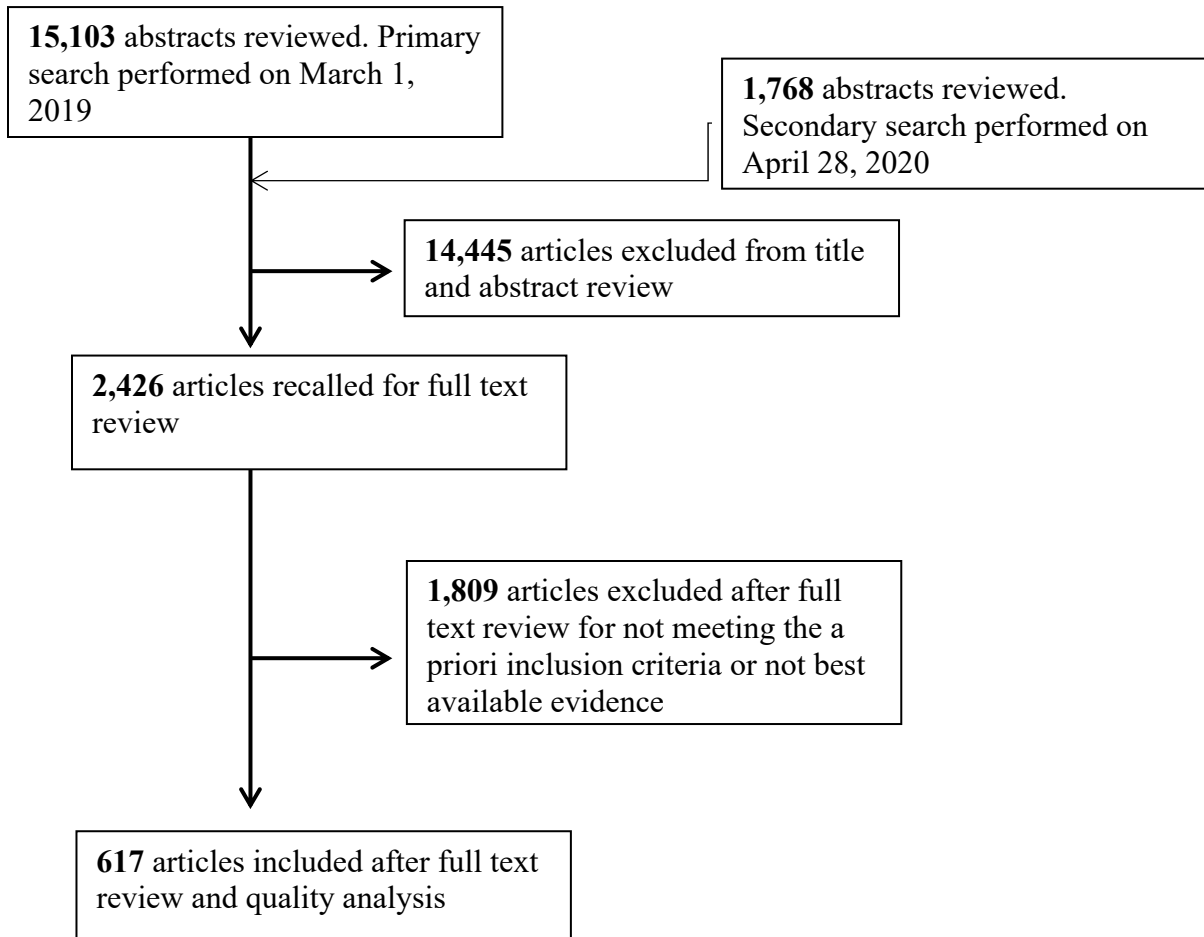 15,103 abstracts reviewed. Primary
search performed on March 1,
2019
1,768 abstracts reviewed.
Secondary search performed on
April 28, 2020
14,445 articles excluded from title
and abstract review
2,426 articles recalled for full text
review
1,809 articles excluded after full
text review for not meeting the a
priori inclusion criteria or not best
available evidence
617 articles included after full text
review and quality analysis